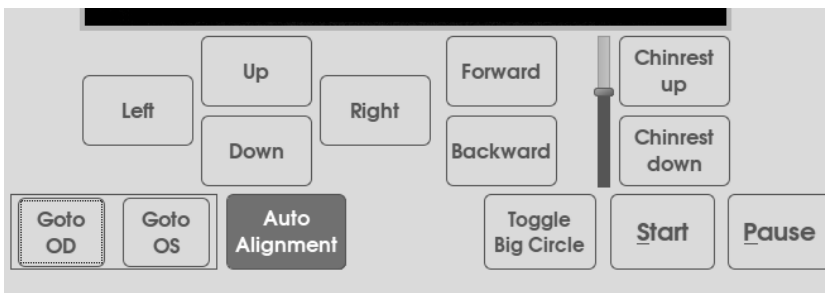 Up
Forward
Chinrest
up
Left
Right
Down
Backward
Chinrest
down
Goto
OD
Goto
OS
Auto
Alignment
Toggle
Big Circle
Start
Pause